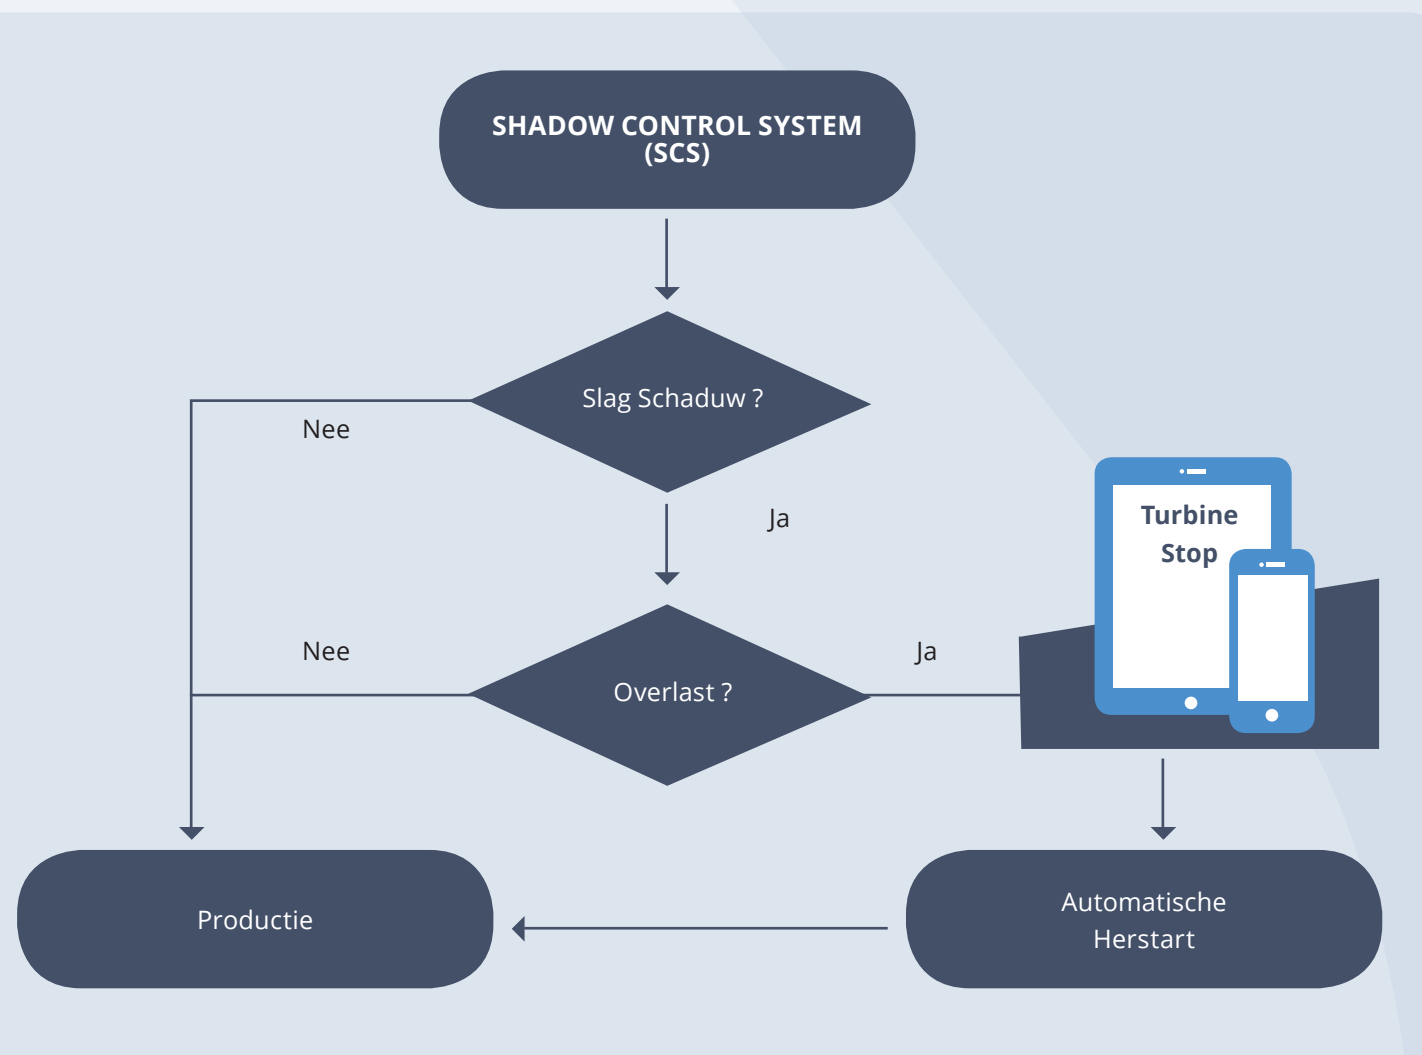 SHADOW CONTROL SYSTEM
(SCS)
Slag Schaduw ?
Nee
Ja
Turbine
Stop
Nee
Overlast ?
Ja
Productie
Automatische
Herstart